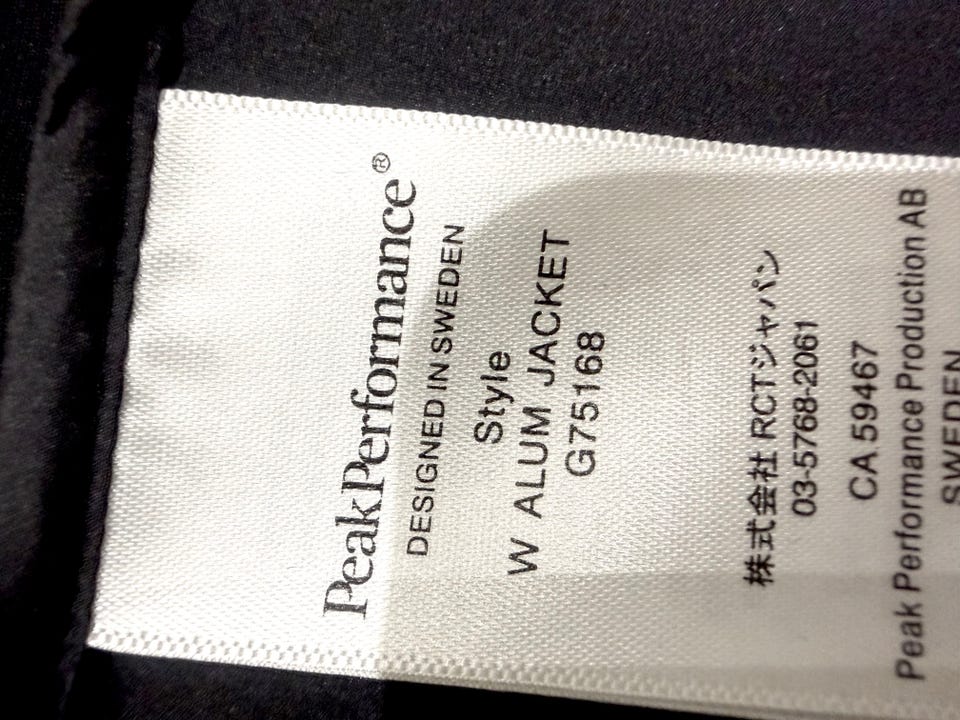 PeakPerformance®
DESIGNED IN SWEDEN
Style
W ALUM JACKET
G75168
株式会社 RCTジャパン
03-5768-2061
CA 59467
Peak Performance Production AB
SWEDEN